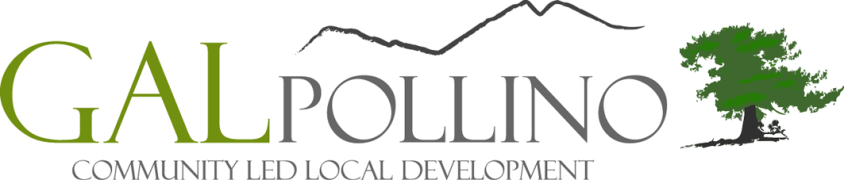 GALPOLLINO
COMMUNITY LED LOCAL DEVELOPMENT